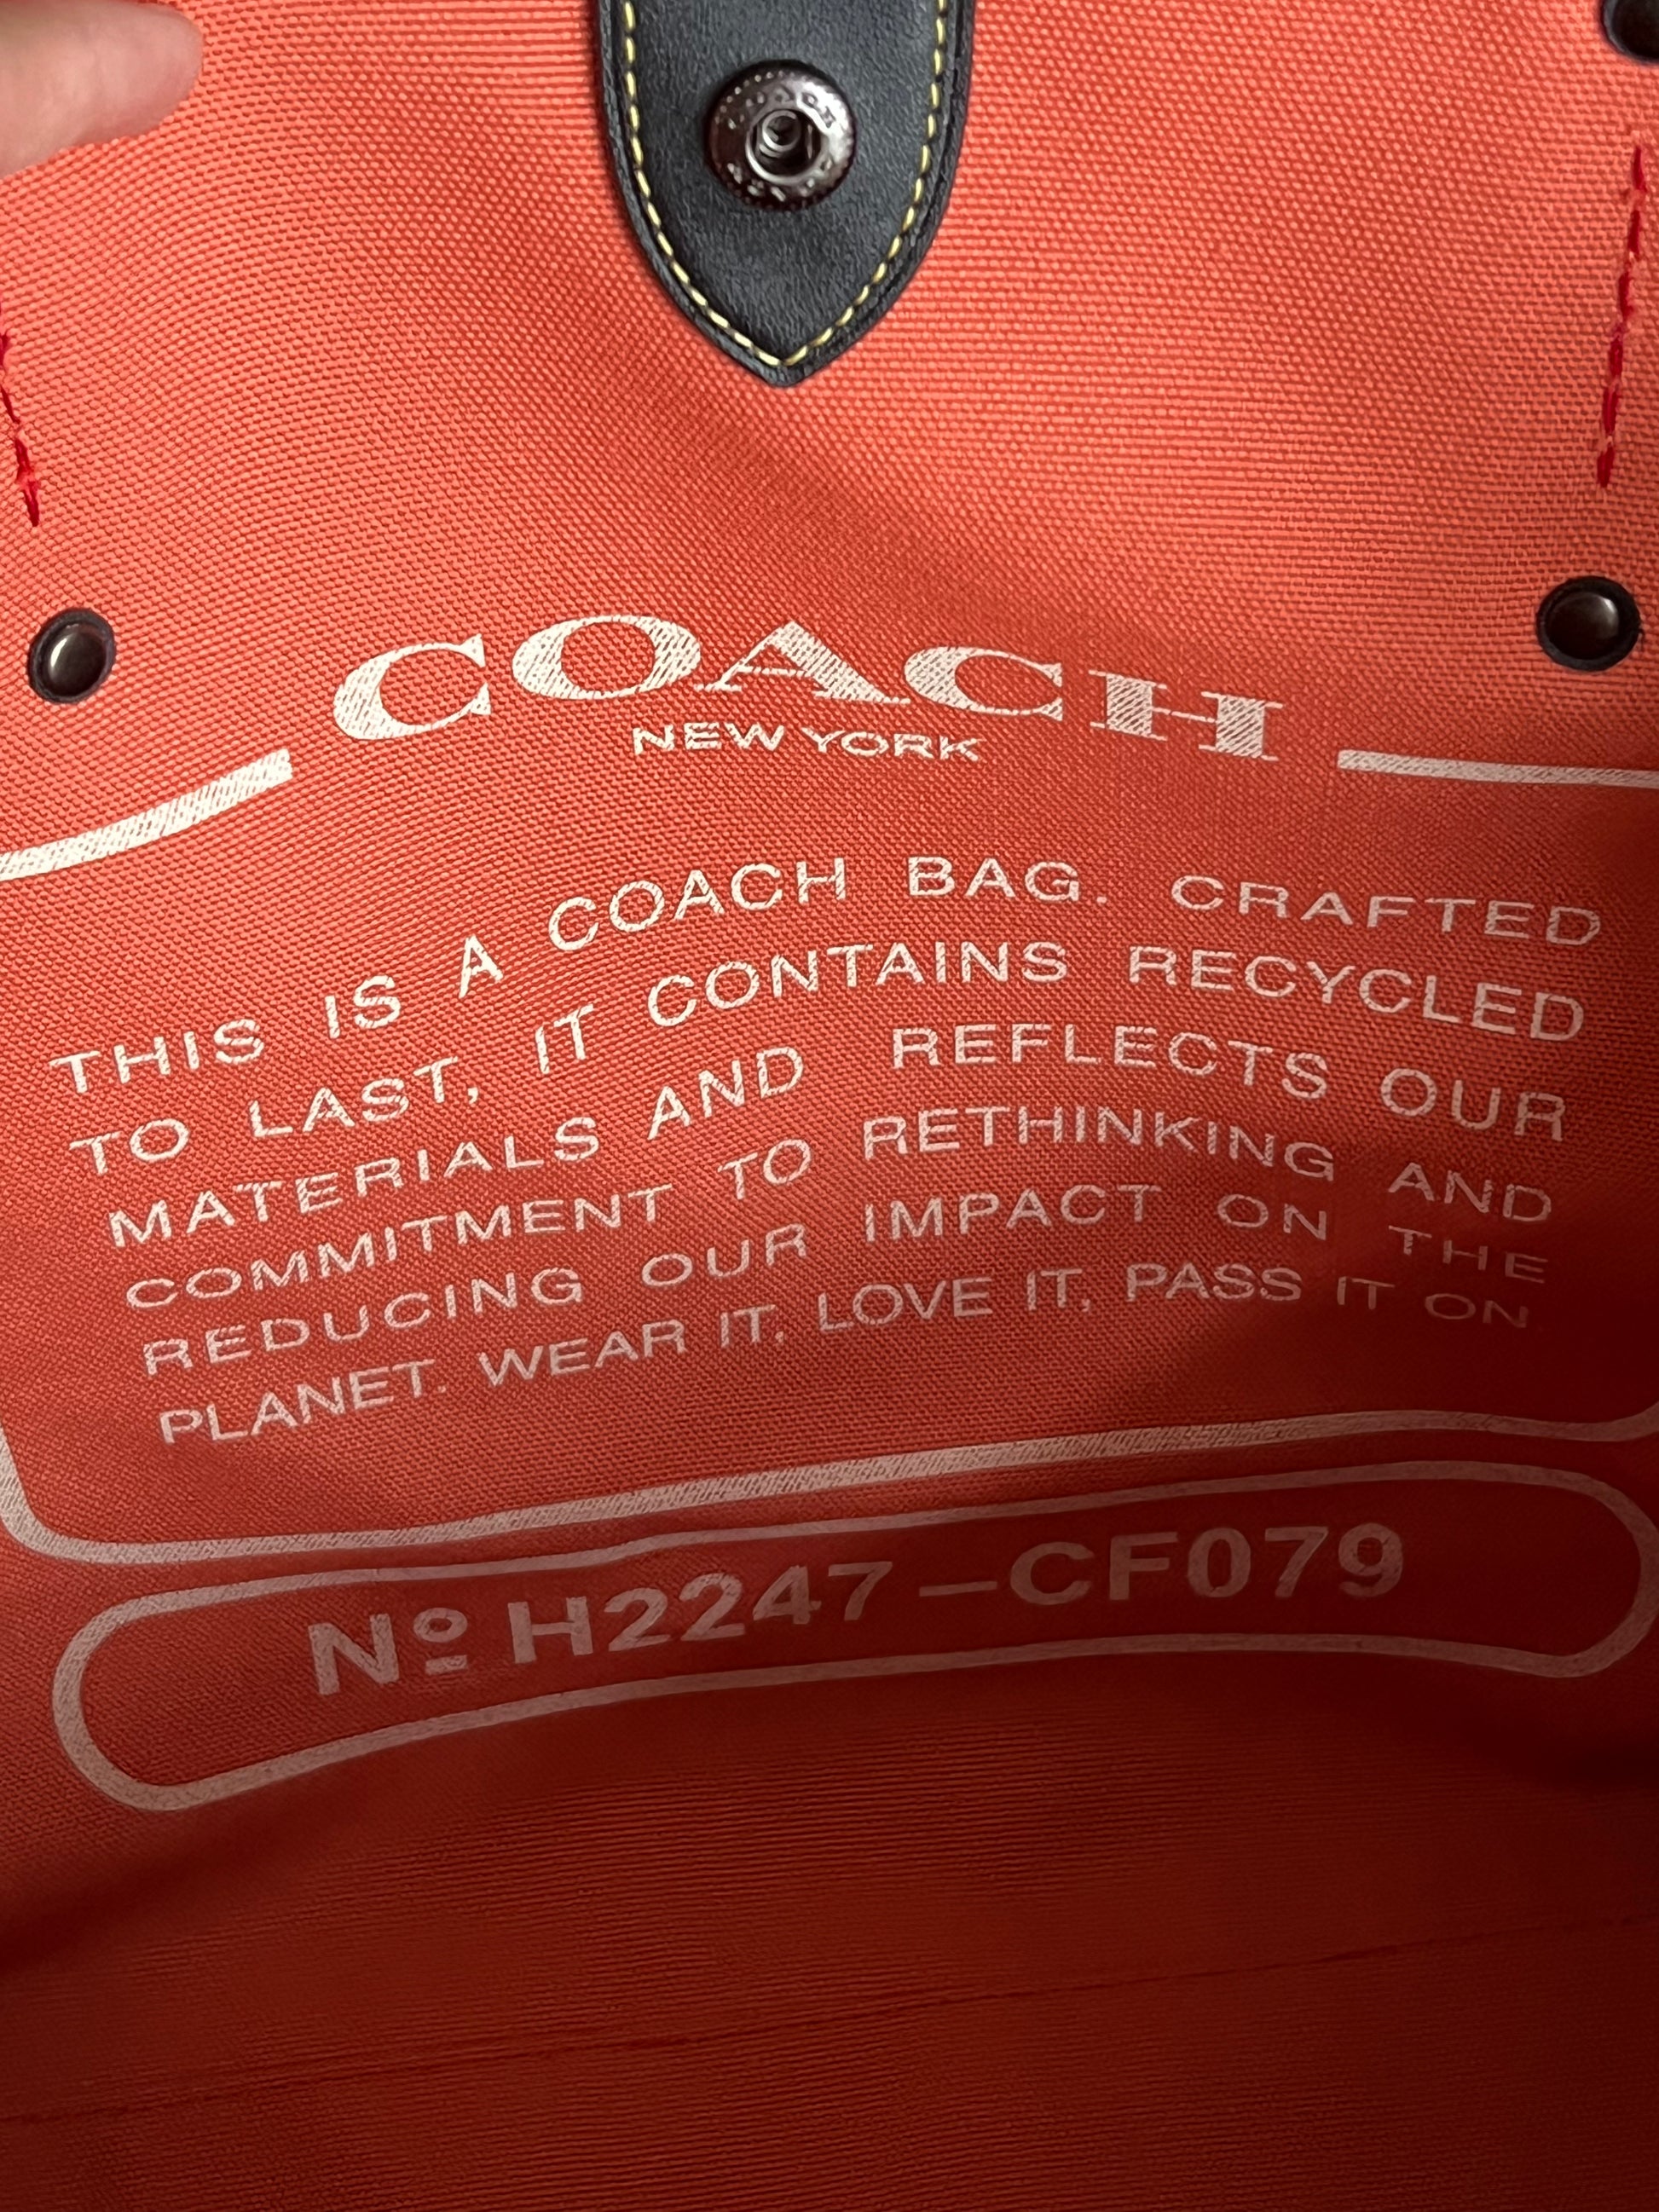 COACH
NEW YORK
THIS IS A COACH BAG. CRAFTED
TO LAST, IT CONTAINS RECYCLED
MATERIALS AND REFLECTS OUR
COMMITMENT TO RETHINKING AND
REDUCING OUR IMPACT ON THE
PLANET. WEAR IT, LOVE IT, PASS IT ON
Nº H2247-CF079